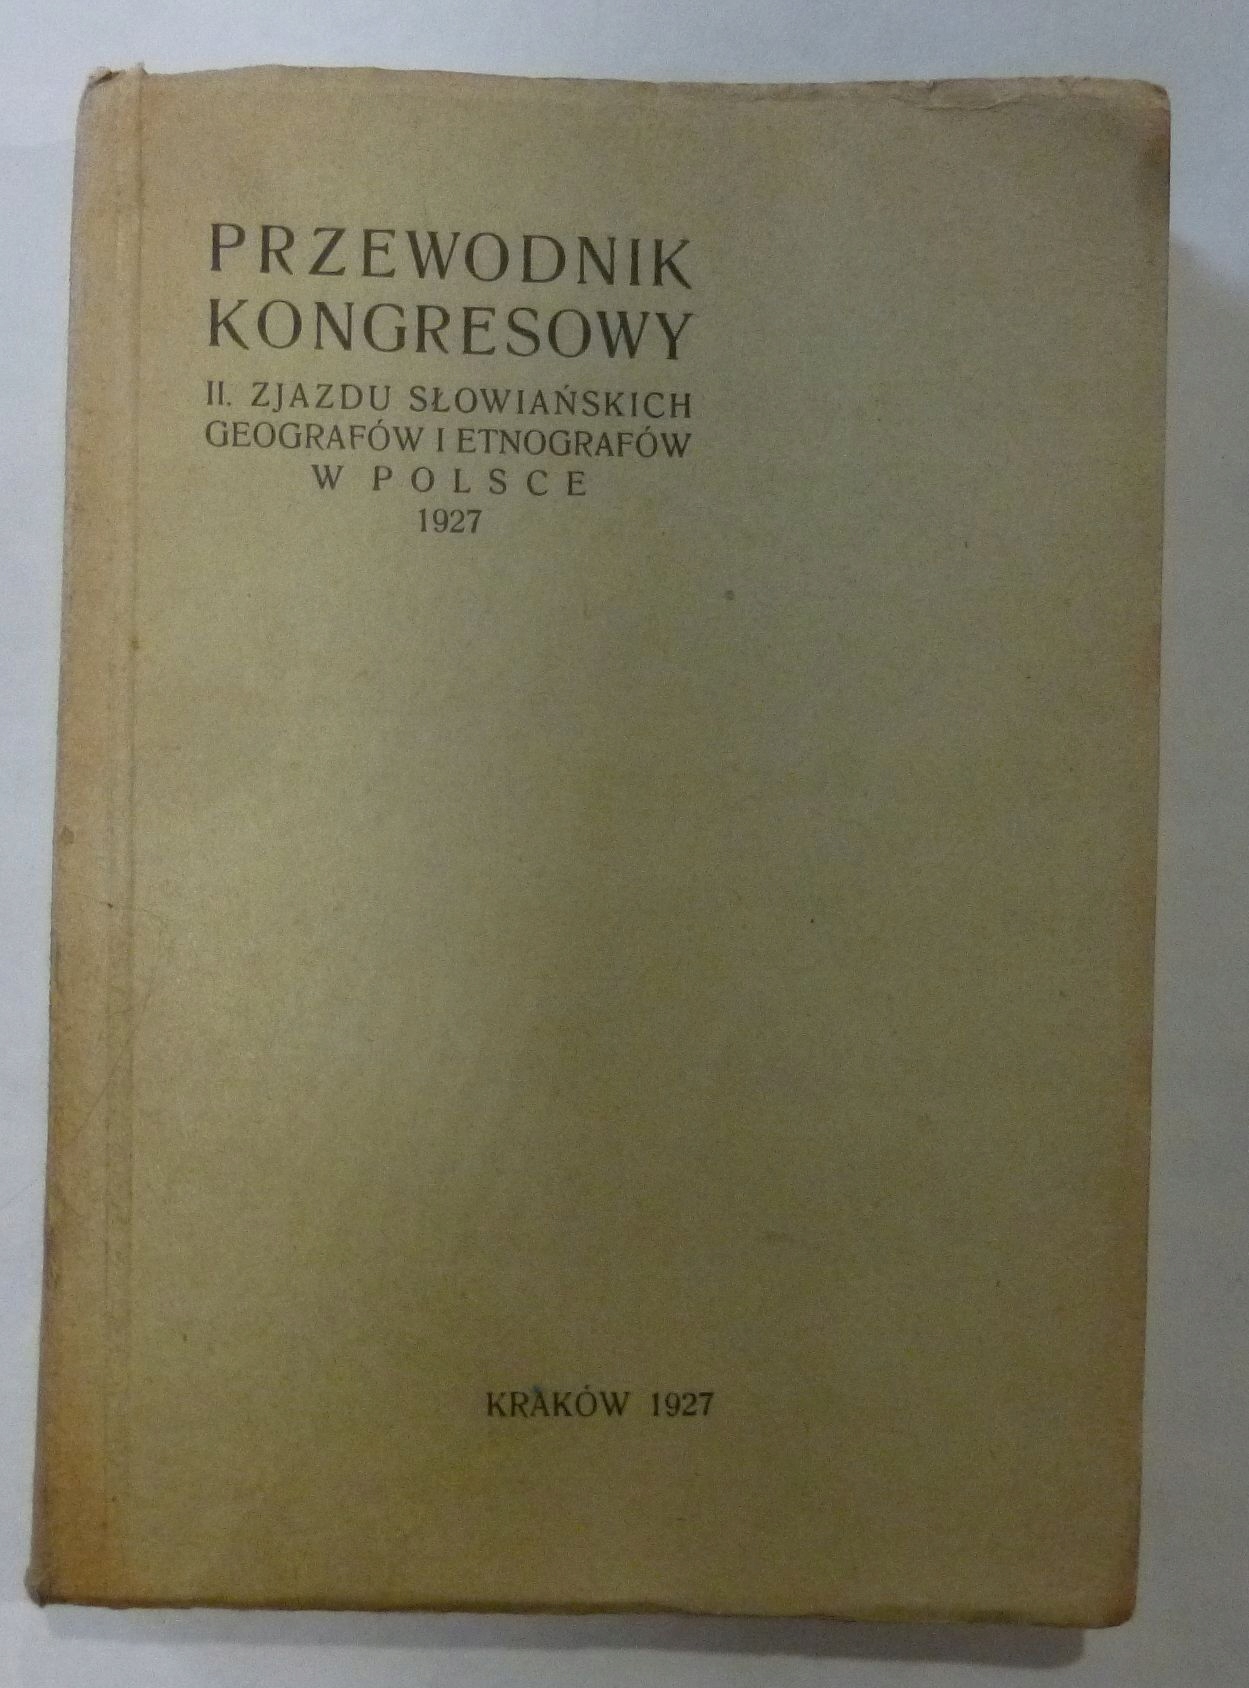 PRZEWODNIK
KONGRESOWY
II. ZJAZDU SŁOWIAŃSKICH
GEOGRAFÓW I ETNOGRAFÓW
W POLSCE
1927
KRAKÓW 1927